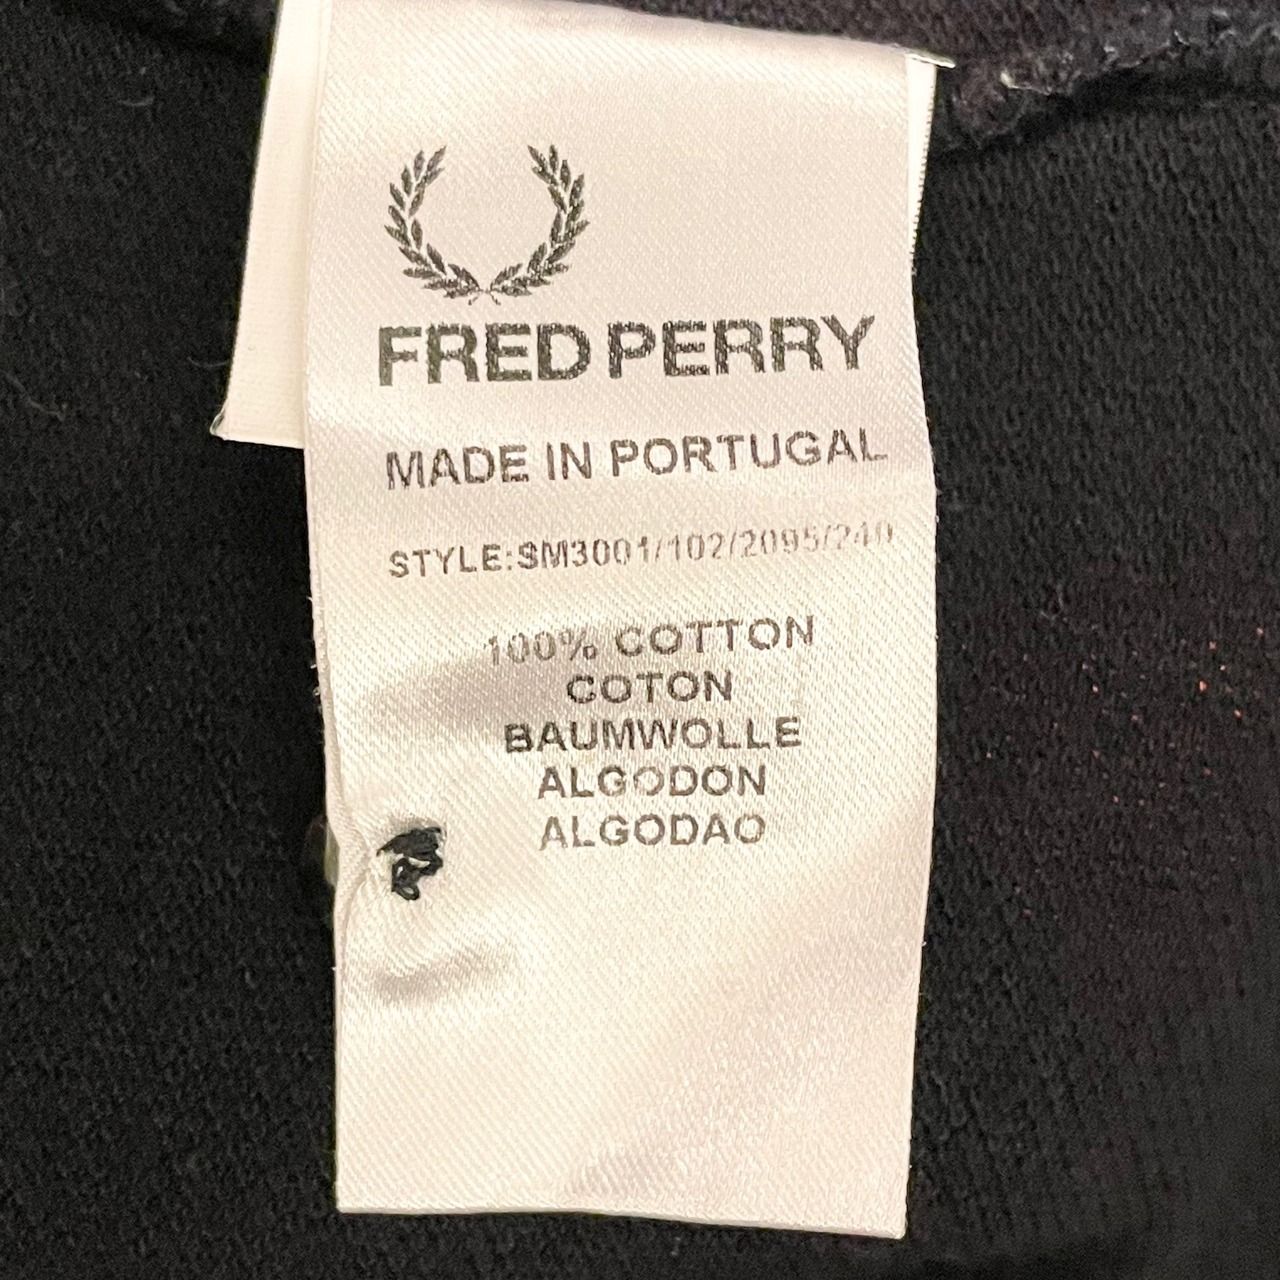 FRED PERRY
MADE IN PORTUGAL
STYLE:SM3001/102/2095/240
100% COTTON
COTON
BAUMWOLLE
ALGODON
ALGODAO